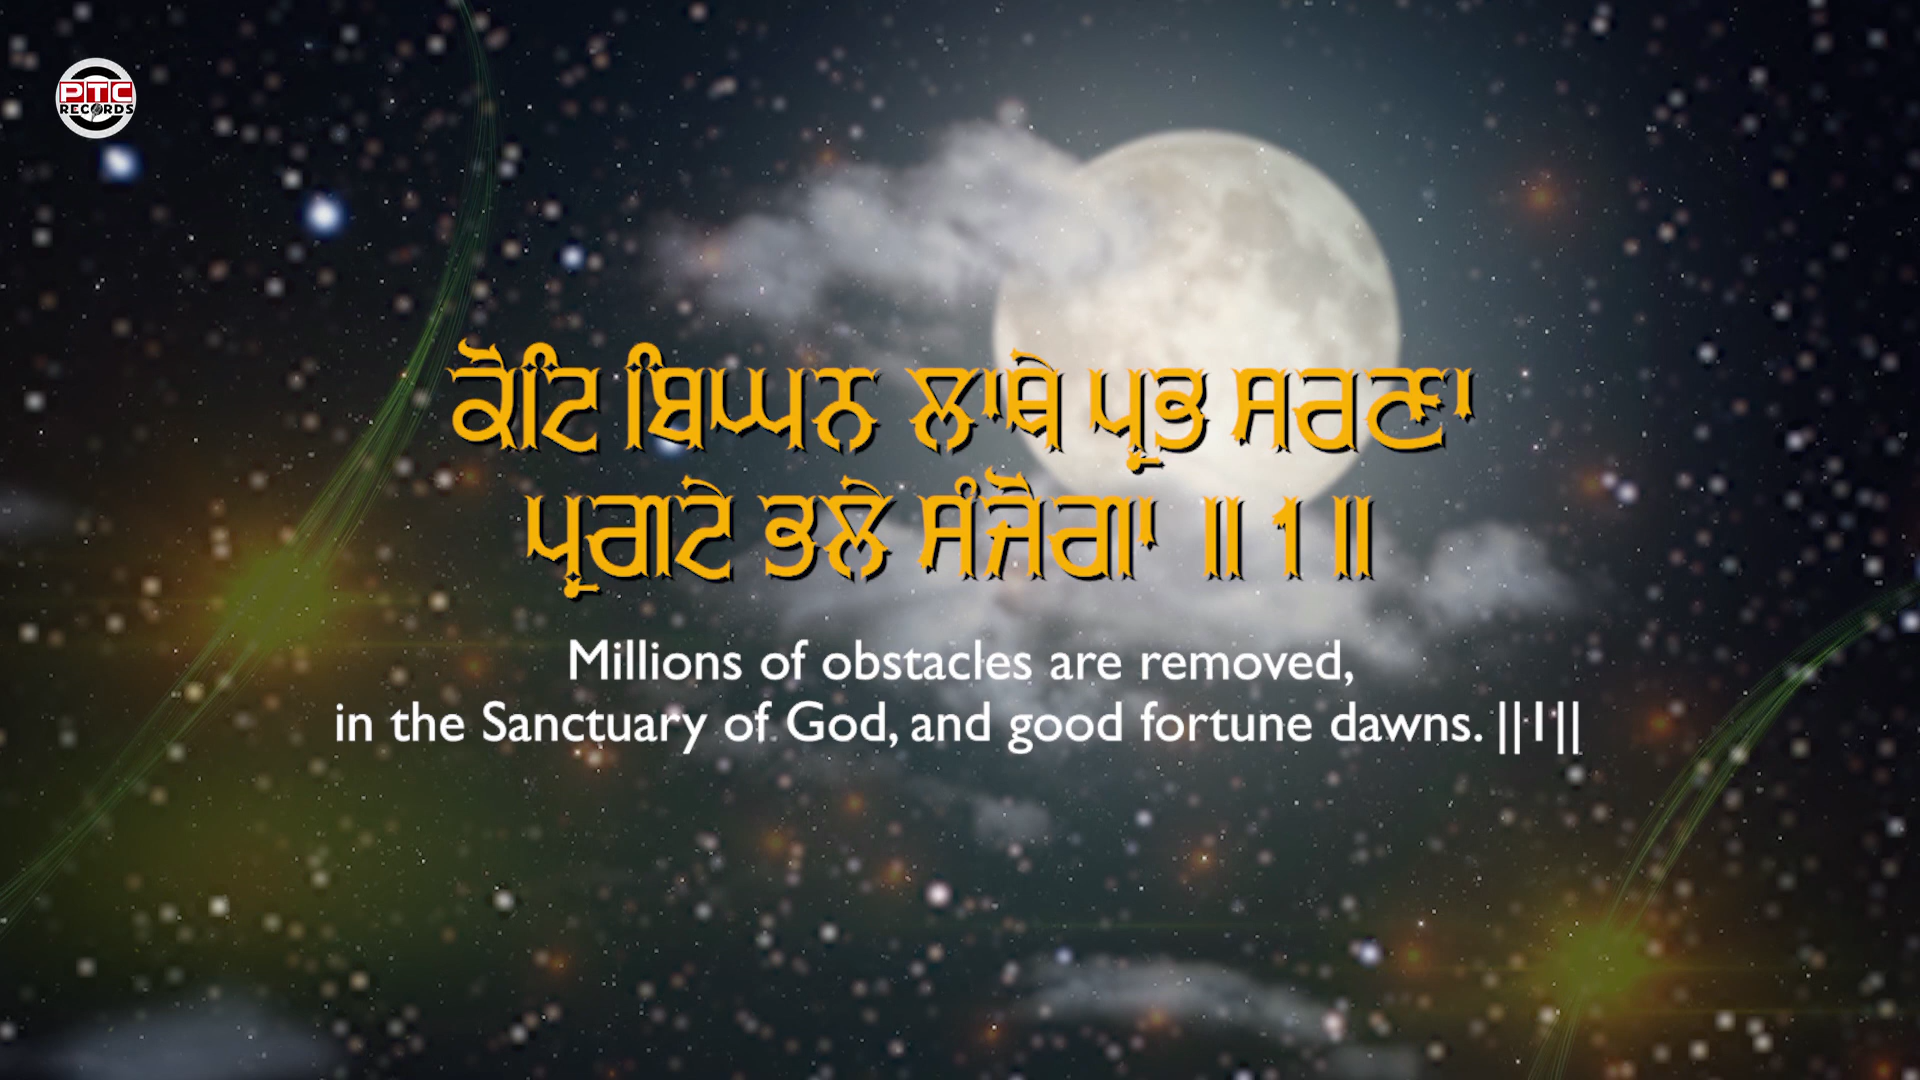 PTC
RECORDS
ਕੋਟਿ ਬਿਘਨ ਲਾਥੇ ਪ੍ਰਭ ਸਰਣਾ
ਪ੍ਰਗਟੇ ਭਲੇ ਸੰਜੋਗਾ ॥ 1 ॥
Millions of obstacles are removed,
in the Sanctuary of God, and good fortune dawns. ||1||